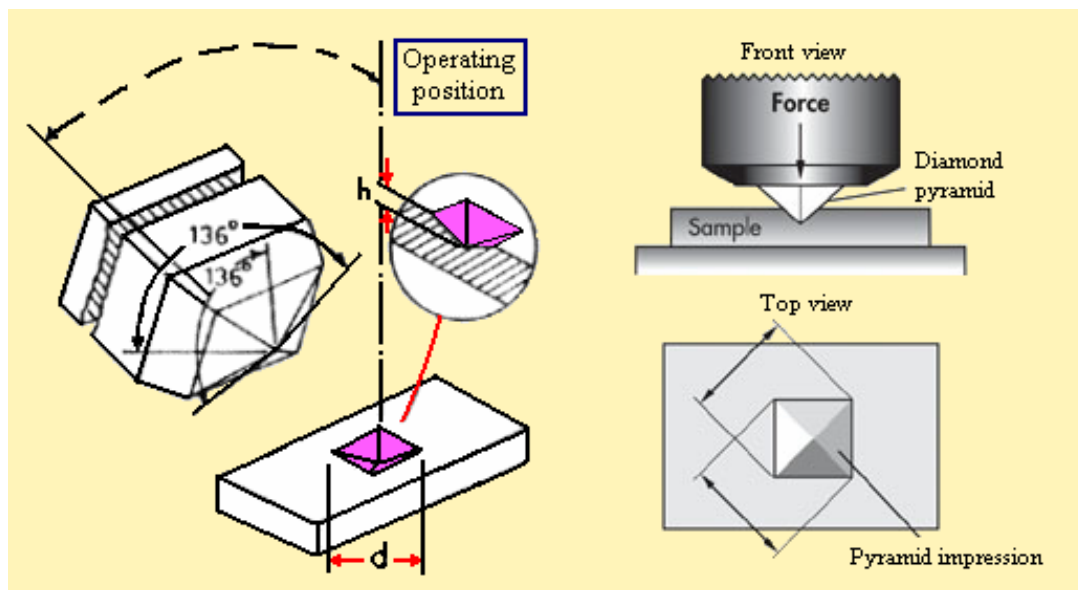 Operating
position
h
136°
136°
d
Front view
Force
Diamond
pyramid
Sample
Top view
Pyramid impression